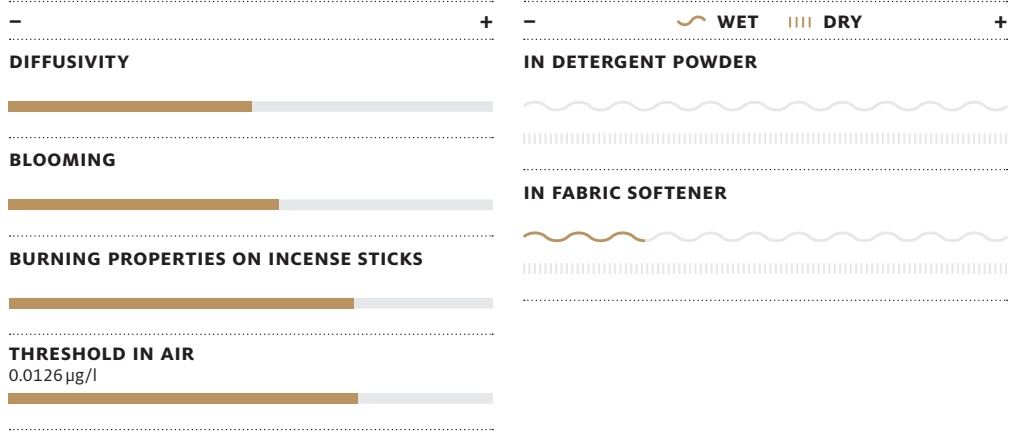 − +
DIFFUSIVITY
BLOOMING
BURNING PROPERTIES ON INCENSE STICKS
THRESHOLD IN AIR
0.0126 µg/l
− WET DRY +
IN DETERGENT POWDER
IN FABRIC SOFTENER